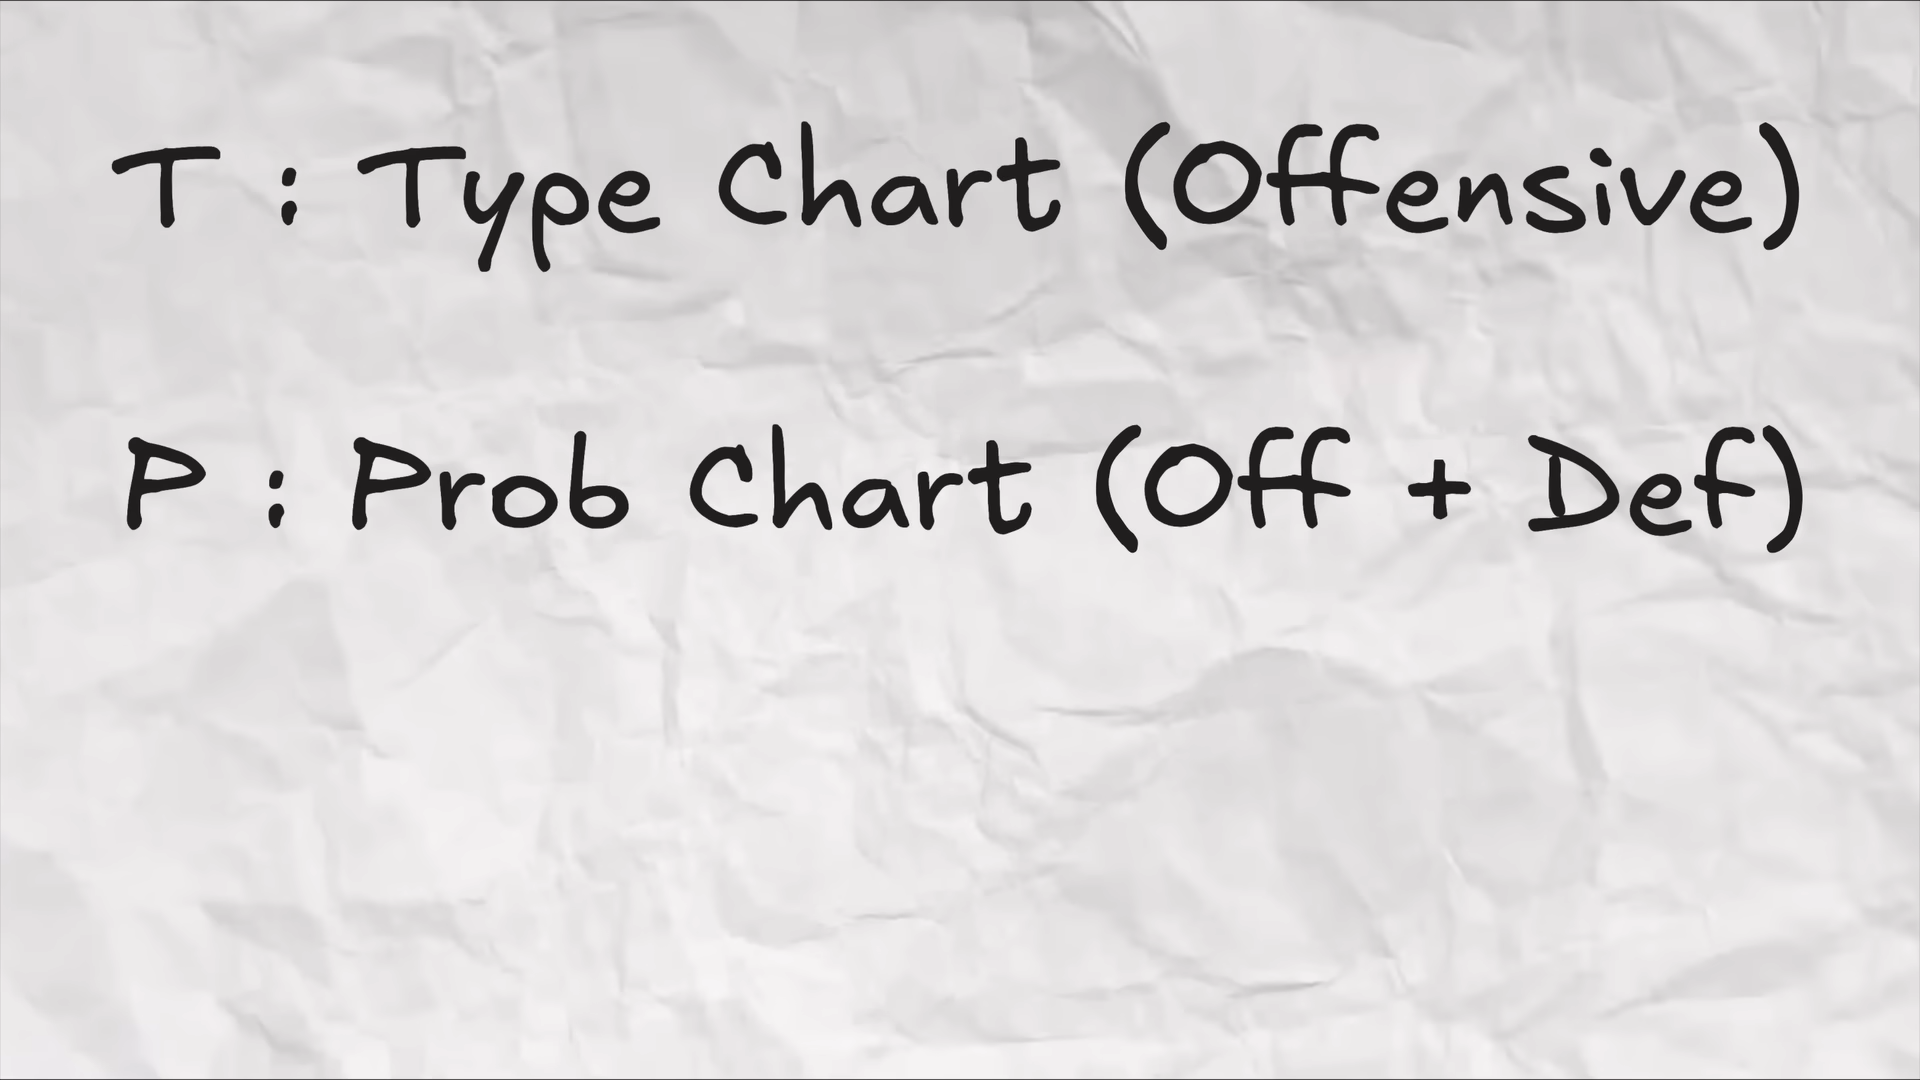 T : Type Chart (Offensive)
P : Prob Chart (Off + Def)